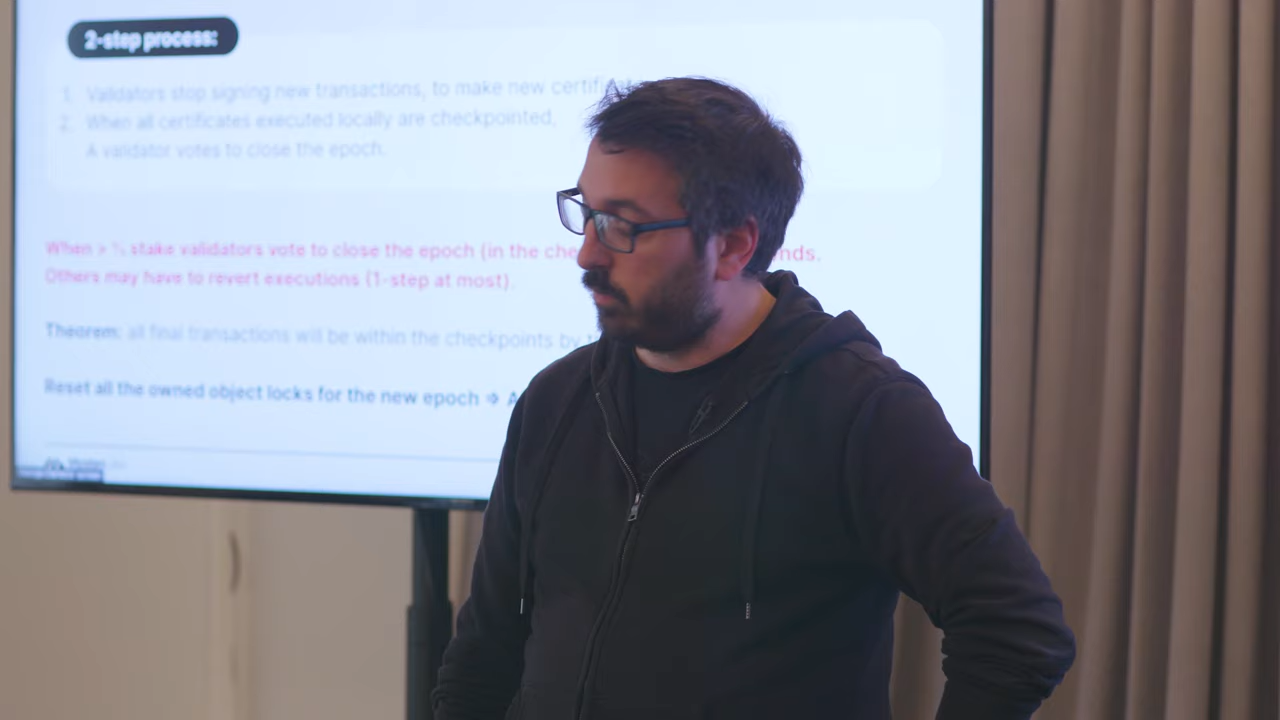 2-step process:
1. Validators stop signing new transactions, to make new certificates
2. When all certificates executed locally are checkpointed,
A validator votes to close the epoch.
When > ⅔ stake validators vote to close the epoch (in the che nds.
Others may have to revert executions (1-step at most).
Theorem: all final transactions will be within the checkpoints by
Reset all the owned object locks for the new epoch ⇒ A